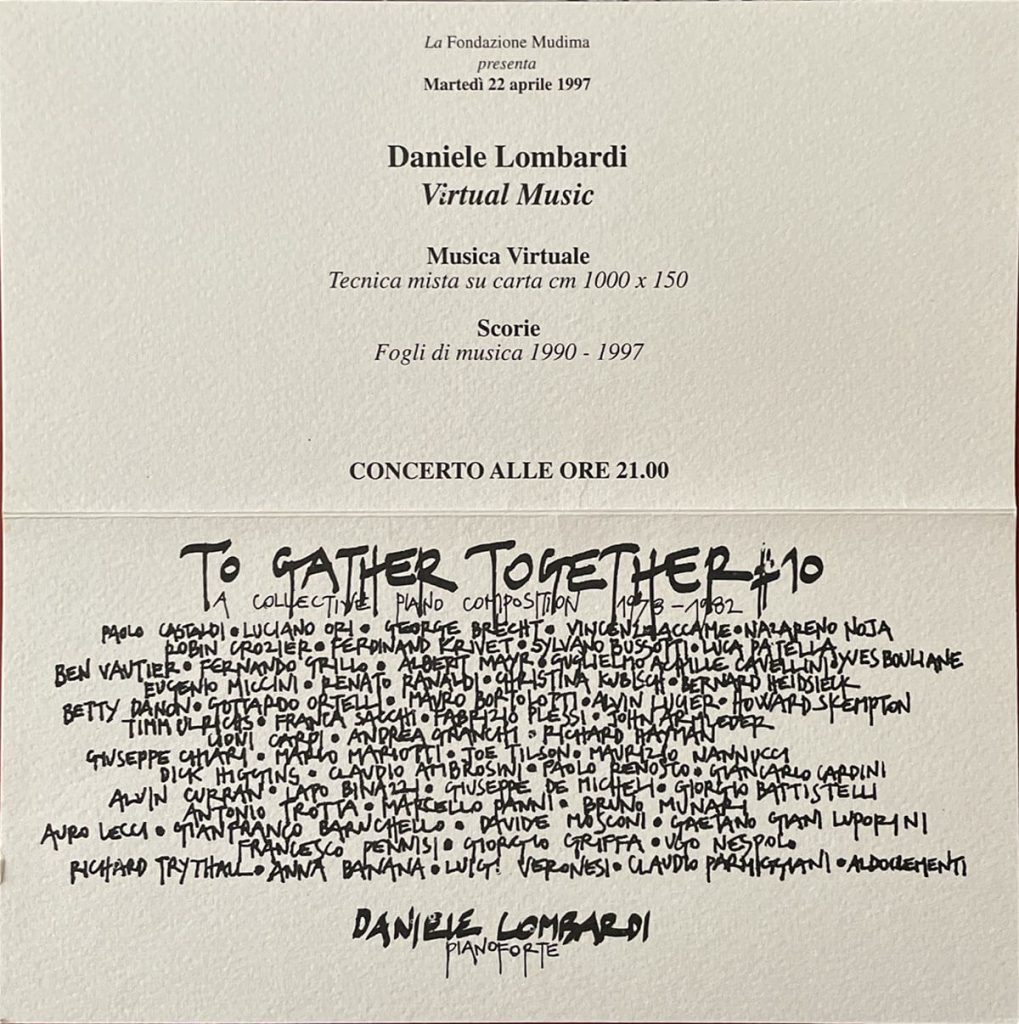 La Fondazione Mudima
presenta
Martedì 22 aprile 1997
Daniele Lombardi
Virtual Music
Musica Virtuale
Tecnica mista su carta cm 1000 x 150
Scorie
Fogli di musica 1990 - 1997
CONCERTO ALLE ORE 21.00
TO GATHER TOGETHER #10
A COLLECTIVE PIANO COMPOSITION 1978-1982
PAOLO CASTALDI • LUCIANO ORI • GEORGE BRECHT • VINCENZO ACCAME • NAZARENO NOJA
ROBIN CROZIER • FERDINAND KRIVET • SYLVANO BUSSOTTI • LUCA PATELLA
BEN VAUTIER • FERNANDO GRILLO • ALBERT MAYR • GUGLIELMO ACHILLE CAVELLINI • YVES BOULIANE
EUGENIO MICCINI • RENATO RANALDI • CHRISTINA KUBISCH • BERNARD HEIDSIECK
BETTY DANON • GOTTARDO ORTELLI • MAURO BORTOLOTTI • ALVIN LUCIER • HOWARD SKEMPTON
TIMM ULRICHS • FRANCA SACCHI • FABRIZIO PLESSI • JOHN ARMLEDER
GIOVI CARDI • ANDREA GRANCHI • RICHARD HAYMAN
GIUSEPPE CHIARI • MARCO MARIOTTI • JOE TILSON • MAURIZIO NANNUCCI
DICK HIGGINS • CLAUDIO AMBROSINI • PAOLO RENOSTO • GIANCARLO CARDINI
ALVIN CURRAN • LAPO BINAZZI • GIUSEPPE DE MICHELI • GIORGIO BATTISTELLI
ANTONIO TROTTA • MARCELLO PANNI • BRUNO MUNARI
AURO LECCI • GIANFRANCO BARUCHELLO • DAVIDE MOSCONI • GAETANO GIANI LUPORINI
FRANCESCO PENNISI • GIORGIO GRIFFA • UGO NESPOLO
RICHARD TRYTHALL • ANNA BANANA • LUIGI VERONESI • CLAUDIO PARMIGGIANI • ALDO CLEMENTI
DANIELE LOMBARDI
PIANOFORTE